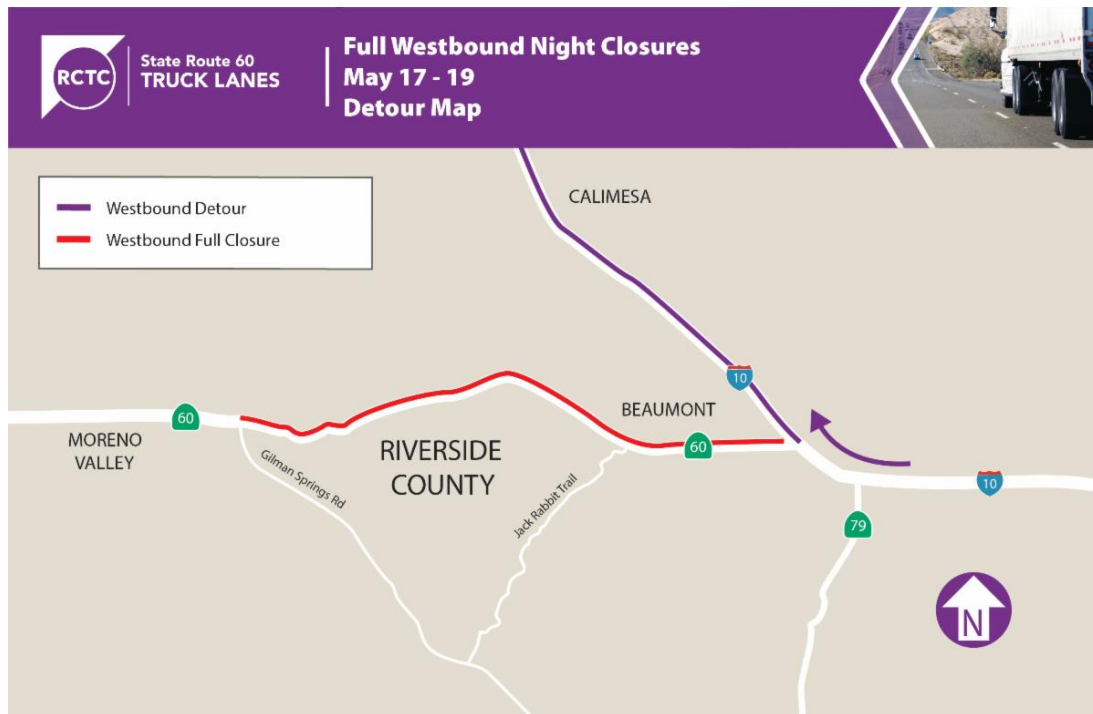 RCTC
State Route 60
TRUCK LANES
Full Westbound Night Closures
May 17 - 19
Detour Map
Westbound Detour
Westbound Full Closure
CALIMESA
10
BEAUMONT
60
MORENO
VALLEY
60
RIVERSIDE
COUNTY
Gilman Springs Rd
Jack Rabbit Trail
10
79
N